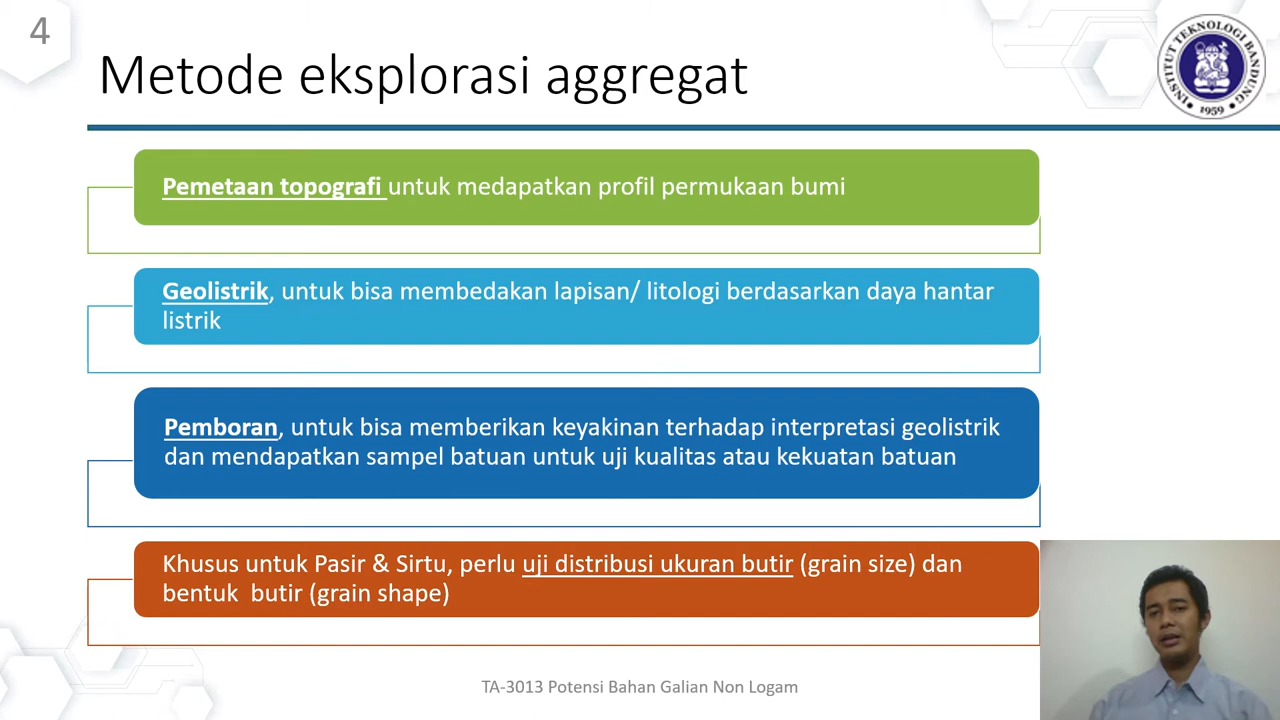 4
Metode eksplorasi aggregat
INSTITUT TEKNOLOGI BANDUNG
1959
Pemetaan topografi untuk medapatkan profil permukaan bumi
Geolistrik, untuk bisa membedakan lapisan/ litologi berdasarkan daya hantar
listrik
Pemboran, untuk bisa memberikan keyakinan terhadap interpretasi geolistrik
dan mendapatkan sampel batuan untuk uji kualitas atau kekuatan batuan
Khusus untuk Pasir & Sirtu, perlu uji distribusi ukuran butir (grain size) dan
bentuk butir (grain shape)
TA-3013 Potensi Bahan Galian Non Logam